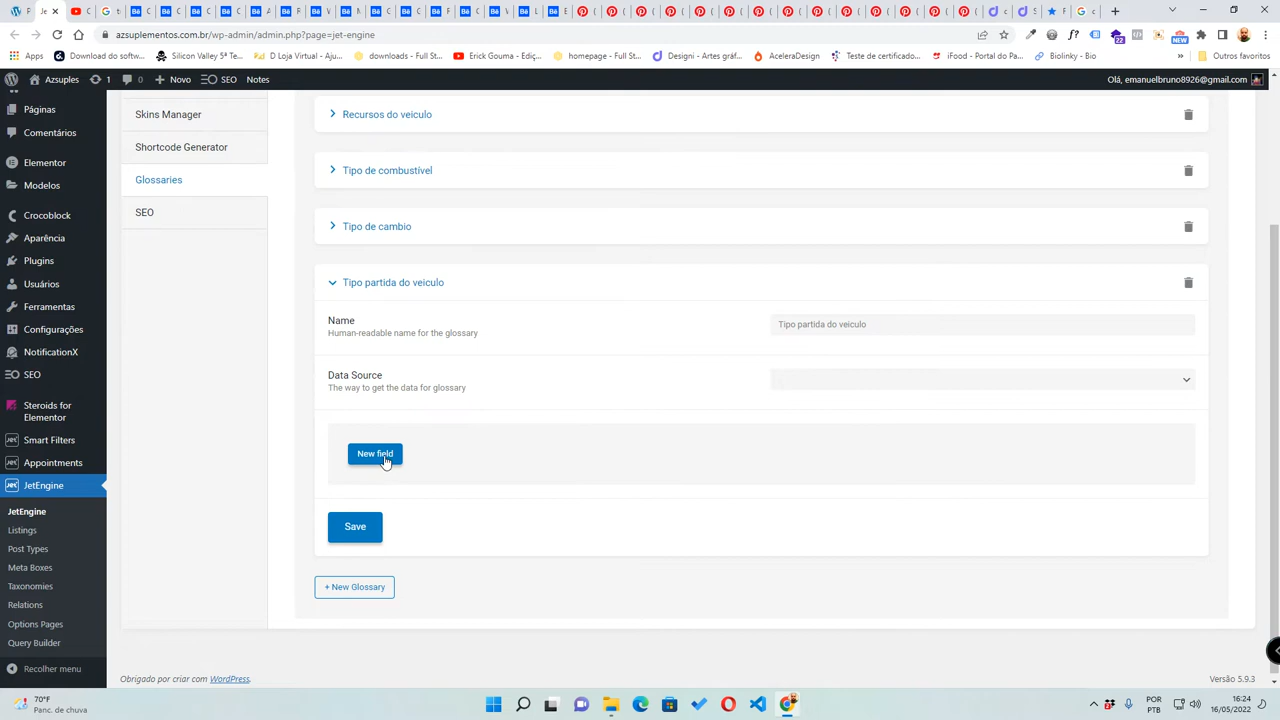 azsuplementos.com.br/wp-admin/admin.php?page=jet-engine
Apps
Download do softw...
Silicon Valley 5ª Te...
D Loja Virtual - Aju...
downloads – Full St...
Erick Gouma - Ediç...
homepage – Full St...
Designi - Artes gráf...
AceleraDesign
Teste de certificado...
iFood - Portal do Pa...
Biolinky - Bio
»
Outros favoritos
Azsuples
1
0
Novo
SEO
Notes
Olá, emanuelbruno8926@gmail.com
Páginas
Comentários
Elementor
Modelos
Crocoblock
Aparência
Plugins
Usuários
Ferramentas
Configurações
NotificationX
SEO
Steroids for
Elementor
Smart Filters
Appointments
JetEngine
JetEngine
Listings
Post Types
Meta Boxes
Taxonomies
Relations
Options Pages
Query Builder
Recolher menu
Skins Manager
Shortcode Generator
Glossaries
SEO
Recursos do veiculo
Tipo de combustível
Tipo de cambio
Tipo partida do veiculo
Name
Human-readable name for the glossary
Tipo partida do veiculo
Data Source
The way to get the data for glossary
New field
Save
+ New Glossary
Obrigado por criar com WordPress.
Versão 5.9.3
70°F
Panc. de chuva
POR
PTB
16:24
16/05/2022